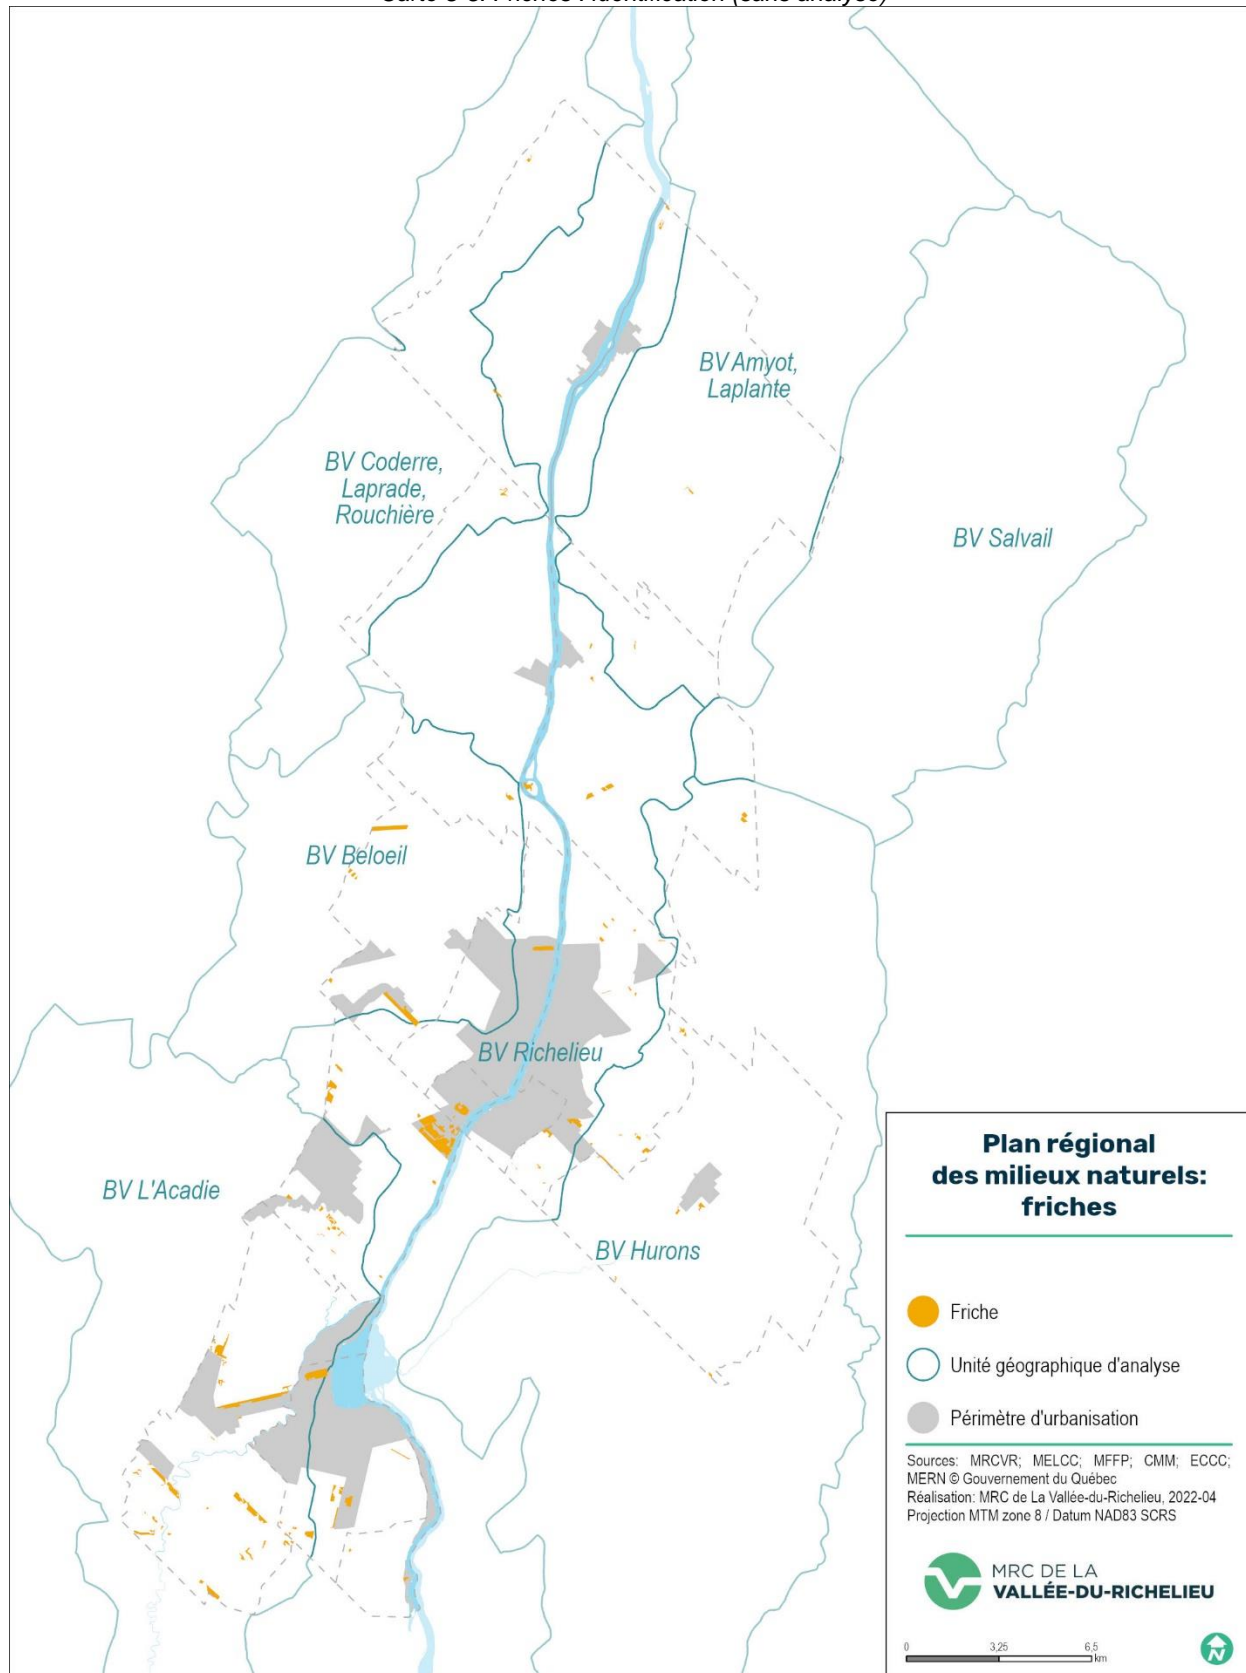 BV Amyot,
Laplante
BV Coderre,
Laprade,
Rouchière
BV Salvail
BV Beloeil
BV Richelieu
BV L'Acadie
BV Hurons
Plan régional
des milieux naturels:
friches
Friche
Unité géographique d'analyse
Périmètre d'urbanisation
Sources: MRCVR; MELCC; MFFP; CMM; ECCC;
MERN © Gouvernement du Québec
Réalisation: MRC de La Vallée-du-Richelieu, 2022-04
Projection MTM zone 8 / Datum NAD83 SCRS
MRC DE LA
VALLÉE-DU-RICHELIEU
0 3,25 6,5
km
N